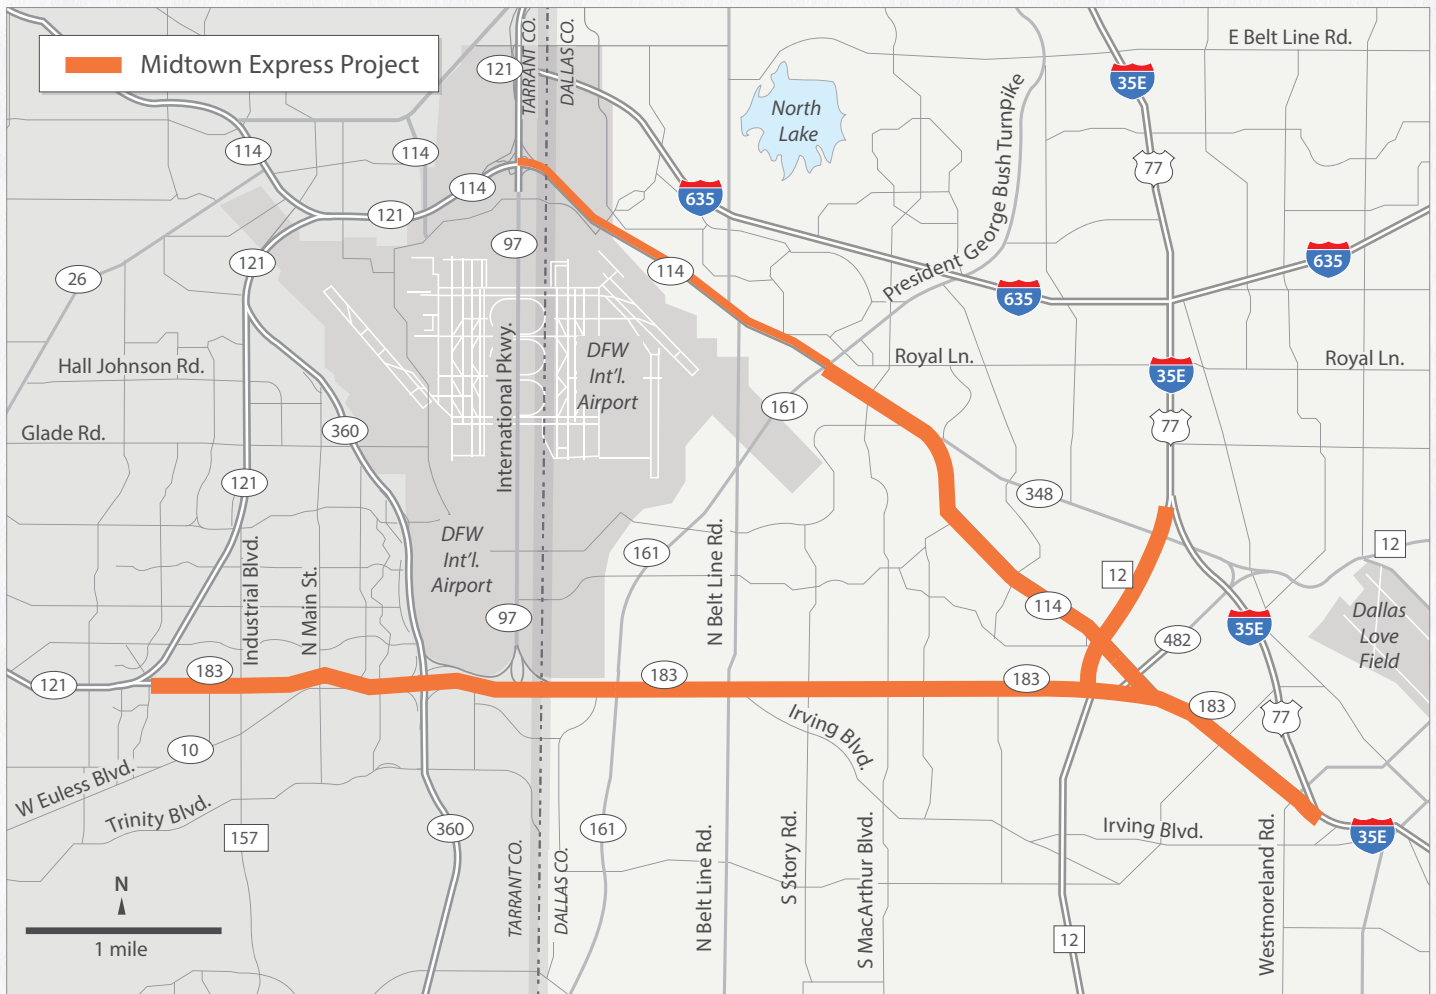 Midtown Express Project
TARRANT CO.
DALLAS CO.
E Belt Line Rd.
121
35E
North
Lake
President George Bush Turnpike
114
114
77
114
635
121
97
635
121
26
114
635
International Pkwy.
DFW
Int'l.
Airport
Royal Ln.
Royal Ln.
Hall Johnson Rd.
35E
161
77
Glade Rd.
360
121
348
DFW
Int'l.
Airport
161
N Belt Line Rd.
12
12
Industrial Blvd.
N Main St.
114
97
Dallas
Love
Field
35E
482
121
183
183
183
183
77
Irving Blvd.
10
W Euless Blvd.
Trinity Blvd.
157
360
161
Irving Blvd.
35E
TARRANT CO.
DALLAS CO.
N Belt Line Rd.
S Story Rd.
S MacArthur Blvd.
Westmoreland Rd.
12
N
1 mile